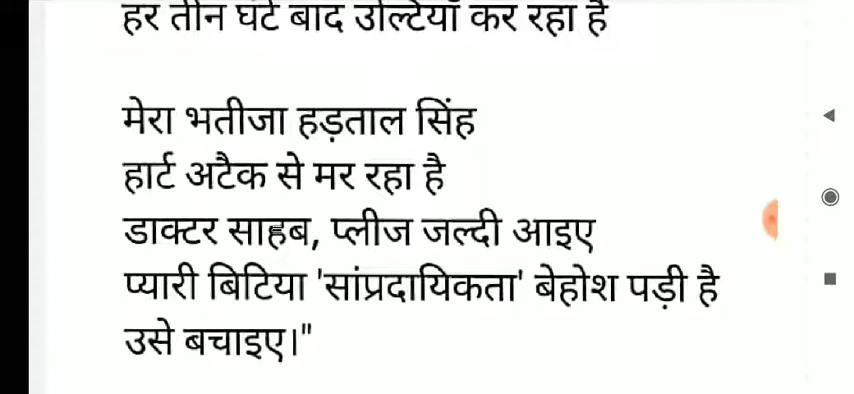 हर तीन घंटे बाद उल्टियाँ कर रहा है
मेरा भतीजा हड़ताल सिंह
हार्ट अटैक से मर रहा है
डाक्टर साहब, प्लीज जल्दी आइए
प्यारी बिटिया 'सांप्रदायिकता' बेहोश पड़ी है
उसे बचाइए।"